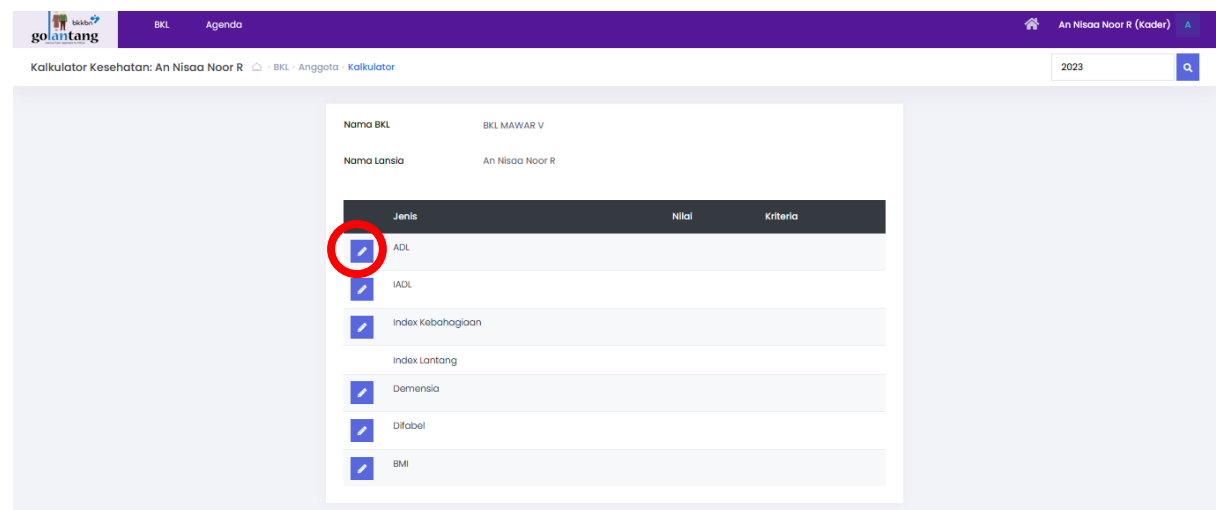 bkkbn
golantang
BKL Agenda
An Nisaa Noor R (Kader) A
Kalkulator Kesehatan: An Nisaa Noor R - BKL - Anggota - Kalkulator
2023
Nama BKL BKL MAWAR V
Nama Lansia An Nisaa Noor R
Jenis Nilai Kriteria
ADL
IADL
Index Kebahagiaan
Index Lantang
Demensia
Difabel
BMI